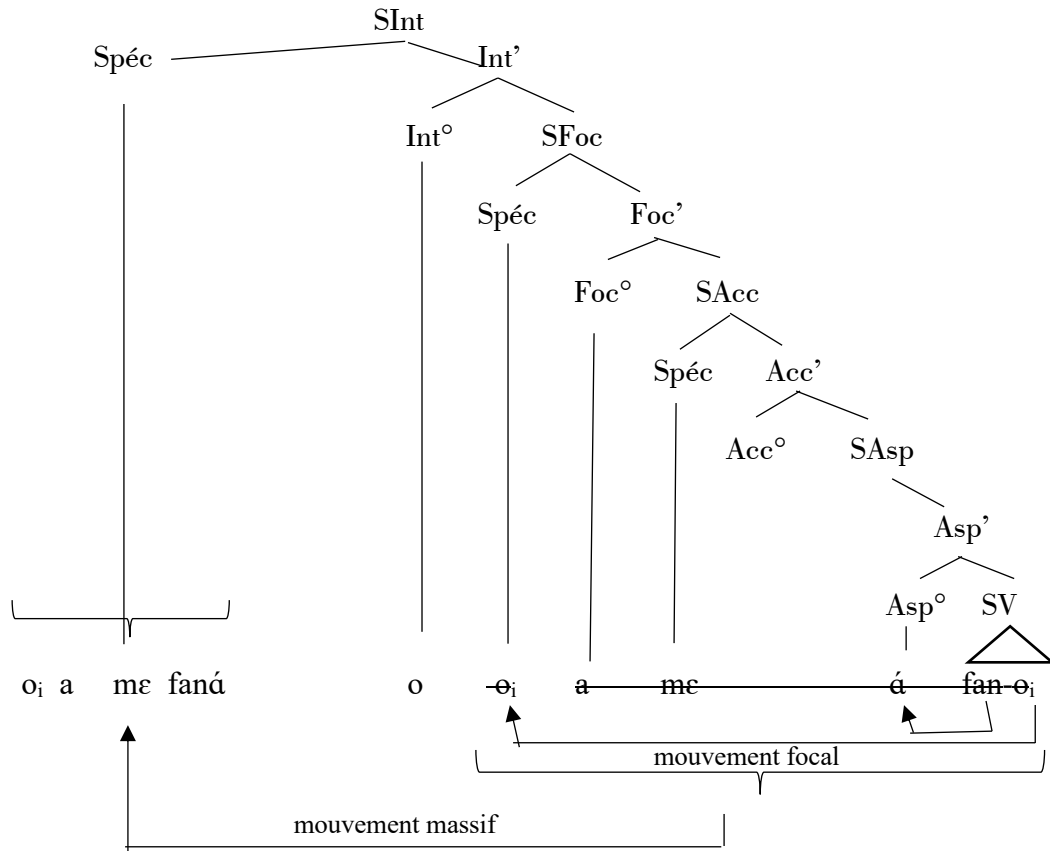 SInt
Spéc Int’
Int° SFoc
Spéc Foc’
Foc° SAcc
Spéc Acc’
Acc° SAsp
Asp’
Asp° SV
oᵢ a mɛ faná o oᵢ a mɛ á fan-oᵢ
mouvement focal
mouvement massif